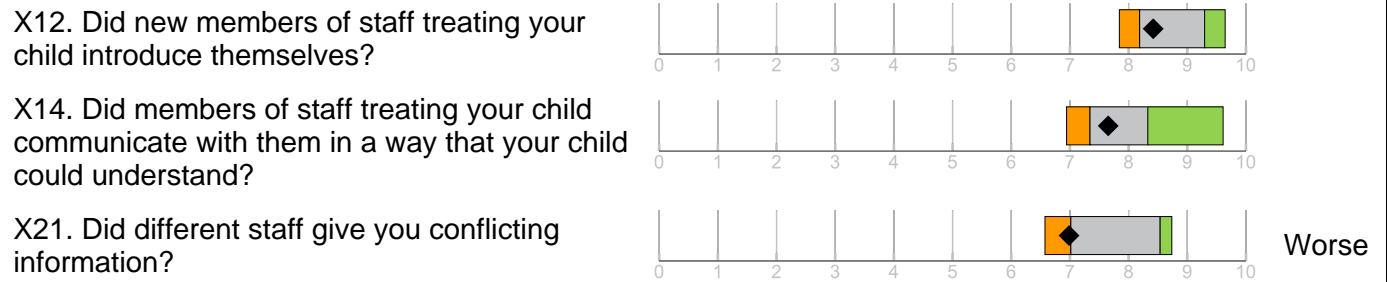 X12. Did new members of staff treating your
child introduce themselves?
0 1 2 3 4 5 6 7 8 9 10
X14. Did members of staff treating your child
communicate with them in a way that your child
could understand?
0 1 2 3 4 5 6 7 8 9 10
X21. Did different staff give you conflicting
information?
Worse
0 1 2 3 4 5 6 7 8 9 10